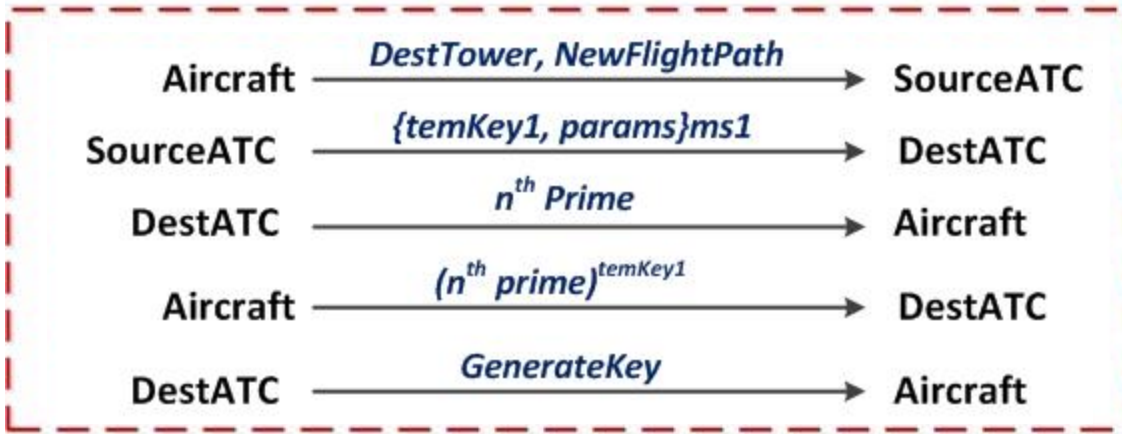 Aircraft DestTower, NewFlightPath SourceATC
SourceATC {temKey1, params}ms1 DestATC
DestATC nth Prime Aircraft
Aircraft (nth prime)temKey1 DestATC
DestATC GenerateKey Aircraft